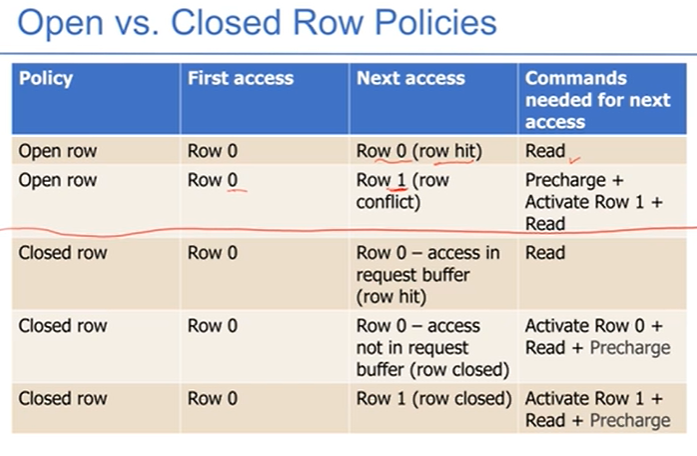 Open vs. Closed Row Policies
Policy First access Next access Commands needed for next access
Open row Row 0 Row 0 (row hit) Read
Open row Row 0 Row 1 (row conflict) Precharge + Activate Row 1 + Read
Closed row Row 0 Row 0 – access in request buffer (row hit) Read
Closed row Row 0 Row 0 – access not in request buffer (row closed) Activate Row 0 + Read + Precharge
Closed row Row 0 Row 1 (row closed) Activate Row 1 + Read + Precharge